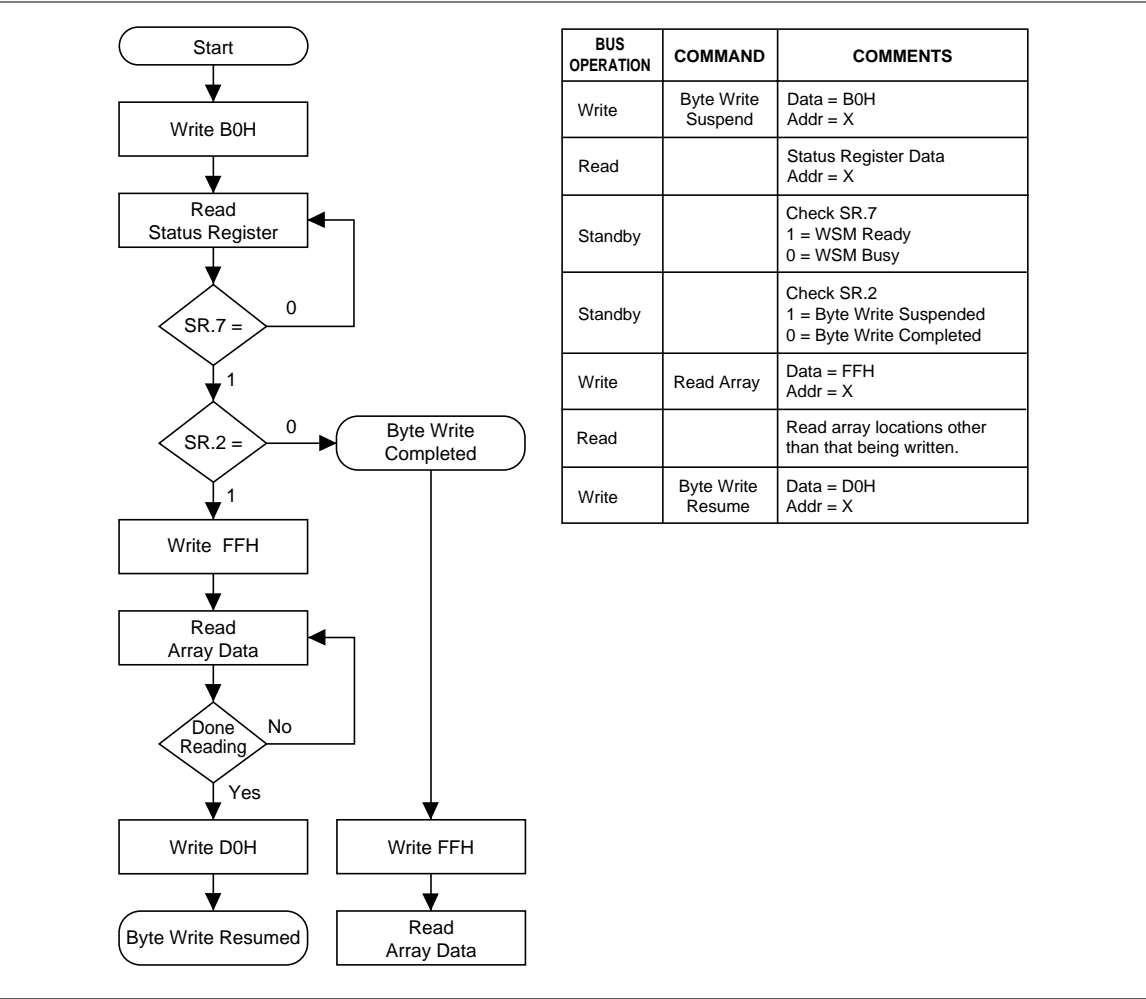 Start
Write B0H
Read
Status Register
0
SR.7 =
1
0
SR.2 =
Byte Write
Completed
1
Write FFH
Read
Array Data
Done
Reading
No
Yes
Write D0H
Write FFH
Byte Write Resumed
Read
Array Data
BUS
OPERATION
COMMAND
COMMENTS
Write
Byte Write
Suspend
Data = B0H
Addr = X
Read
Status Register Data
Addr = X
Standby
Check SR.7
1 = WSM Ready
0 = WSM Busy
Standby
Check SR.2
1 = Byte Write Suspended
0 = Byte Write Completed
Write
Read Array
Data = FFH
Addr = X
Read
Read array locations other
than that being written.
Write
Byte Write
Resume
Data = D0H
Addr = X